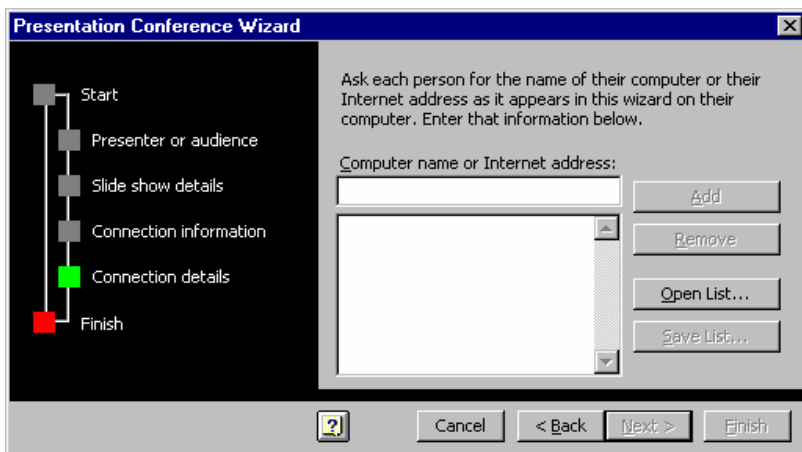 Presentation Conference Wizard
Start
Presenter or audience
Slide show details
Connection information
Connection details
Finish
Ask each person for the name of their computer or their
Internet address as it appears in this wizard on their
computer. Enter that information below.
Computer name or Internet address:
Add
Remove
Open List...
Save List...
Cancel
< Back
Next >
Finish